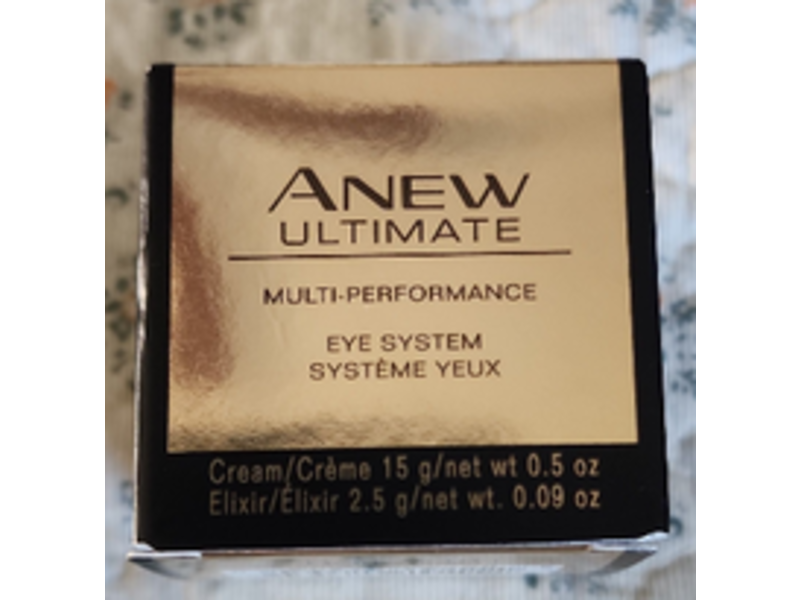 ANEW
ULTIMATE
MULTI-PERFORMANCE
EYE SYSTEM
SYSTÈME YEUX
Cream/Crème 15 g/net wt 0.5 oz
Elixir/Élixir 2.5 g/net wt. 0.09 oz